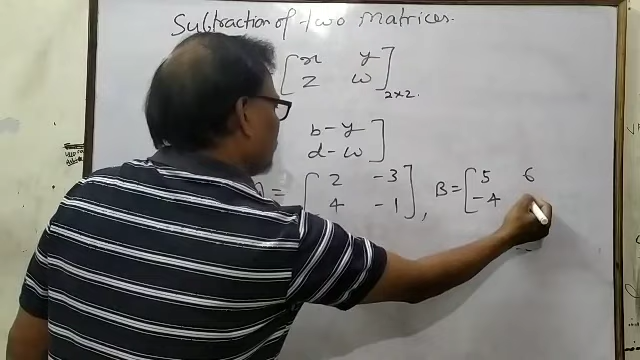 Subtraction of two matrices.
[x y
z w] 2×2.
b-y
d-w]
= [2 -3
4 -1], B = [5 6
-4